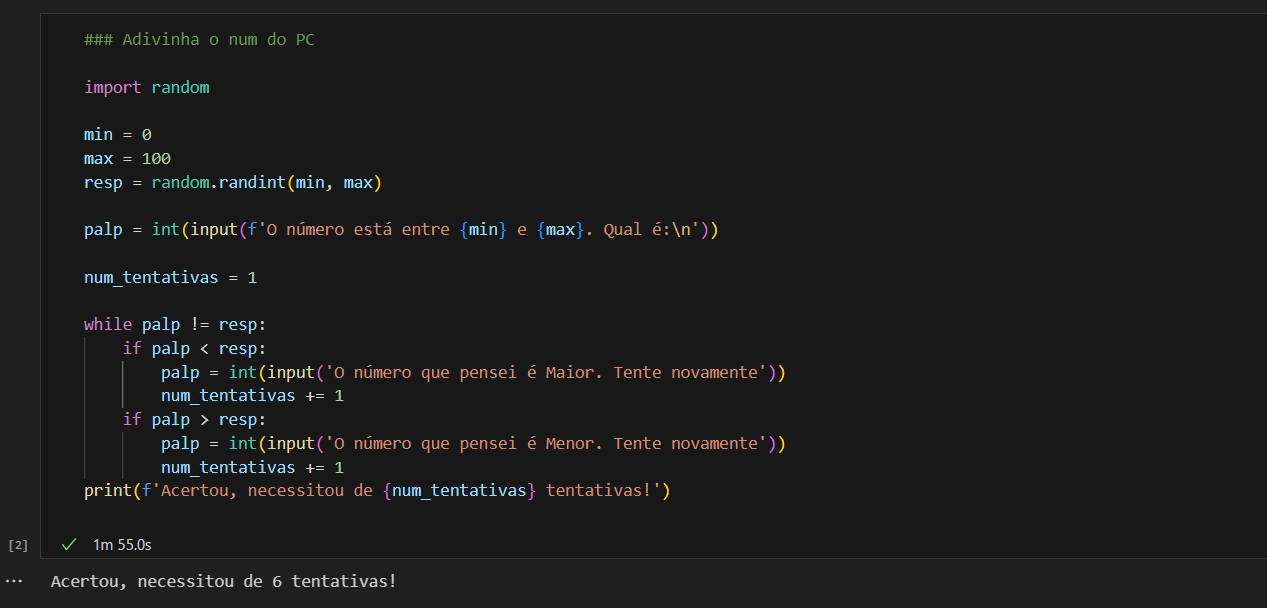 ### Adivinha o num do PC
import random
min = 0
max = 100
resp = random.randint(min, max)
palp = int(input(f'O número está entre {min} e {max}. Qual é:\n'))
num_tentativas = 1
while palp != resp:
    if palp < resp:
        palp = int(input('O número que pensei é Maior. Tente novamente'))
        num_tentativas += 1
    if palp > resp:
        palp = int(input('O número que pensei é Menor. Tente novamente'))
        num_tentativas += 1
print(f'Acertou, necessitou de {num_tentativas} tentativas!')
[2] ✓ 1m 55.0s
... Acertou, necessitou de 6 tentativas!